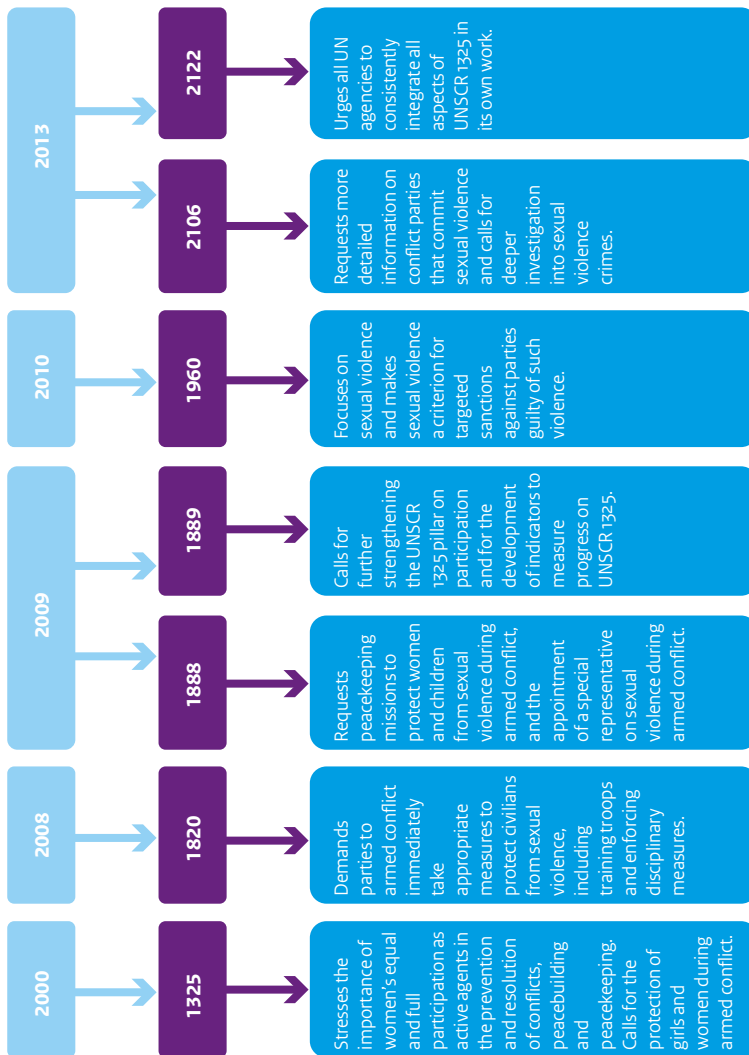 2000
1325
Stresses the
importance of
women's equal
and full
participation as
active agents in
the prevention
and resolution
of conflicts,
peacebuilding
and
peacekeeping.
Calls for the
protection of
girls and
women during
armed conflict.
2008
1820
Demands
parties to
armed conflict
immediately
take
appropriate
measures to
protect civilians
from sexual
violence,
including
training troops
and enforcing
disciplinary
measures.
2009
1888
Requests
peacekeeping
missions to
protect women
and children
from sexual
violence during
armed conflict,
and the
appointment
of a special
representative
on sexual
violence during
armed conflict.
1889
Calls for
further
strengthening
the UNSCR
1325 pillar on
participation
and for the
development
of indicators to
measure
progress on
UNSCR 1325.
2010
1960
Focuses on
sexual violence
and makes
sexual violence
a criterion for
targeted
sanctions
against parties
guilty of such
violence.
2013
2106
Requests more
detailed
information on
conflict parties
that commit
sexual violence
and calls for
deeper
investigation
into sexual
violence
crimes.
2122
Urges all UN
agencies to
consistently
integrate all
aspects of
UNSCR 1325 in
its own work.